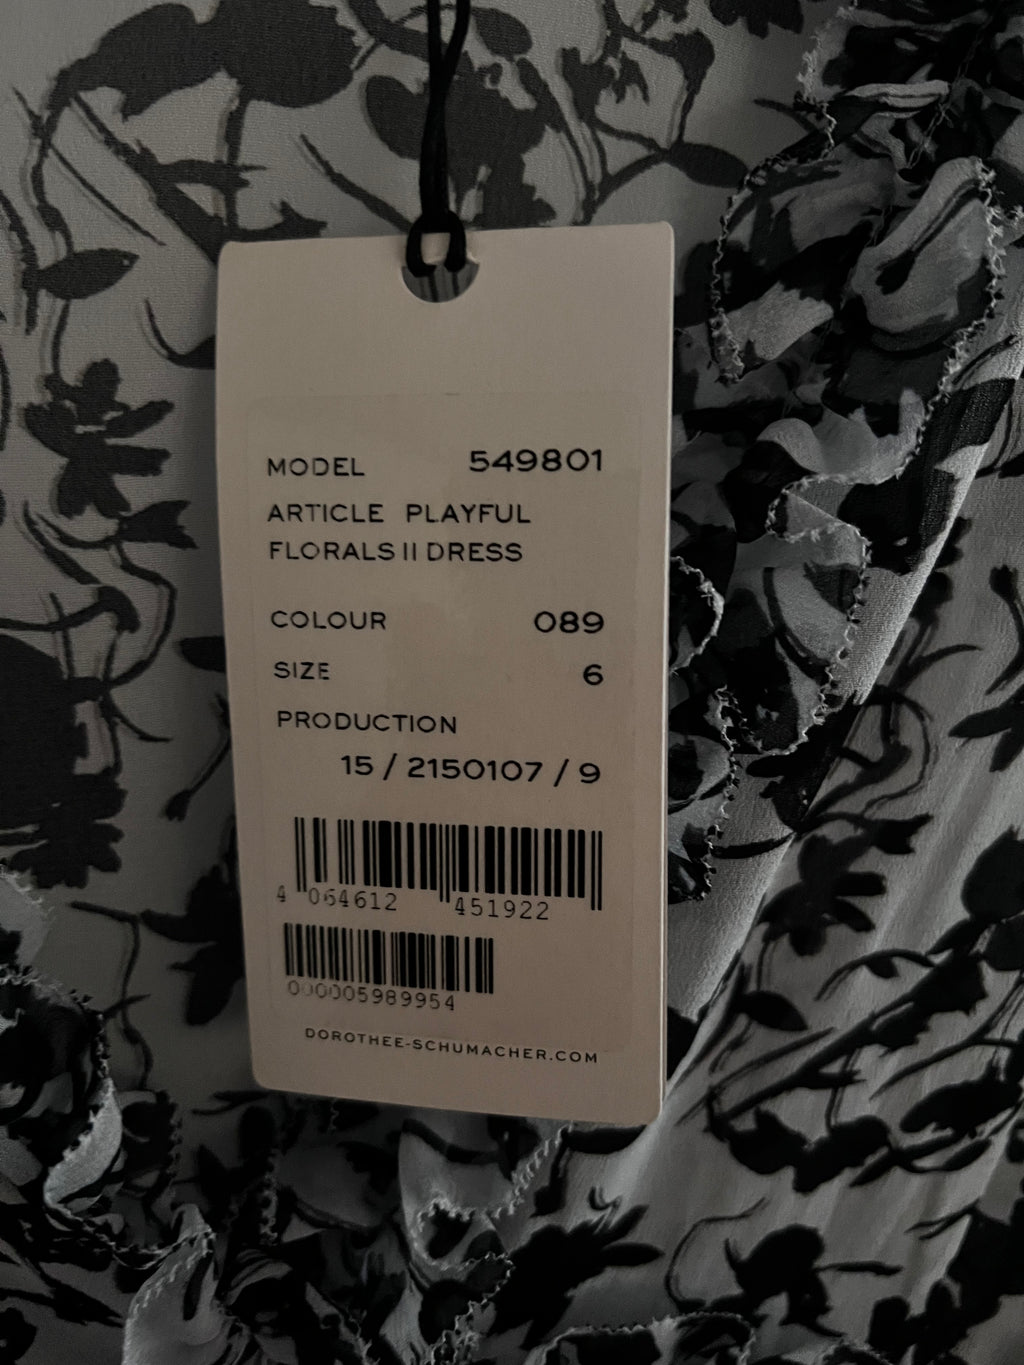 MODEL 549801
ARTICLE PLAYFUL
FLORALS II DRESS
COLOUR 089
SIZE 6
PRODUCTION
15 / 2150107 / 9
4 064612 451922
000005989954
DOROTHEE-SCHUMACHER.COM